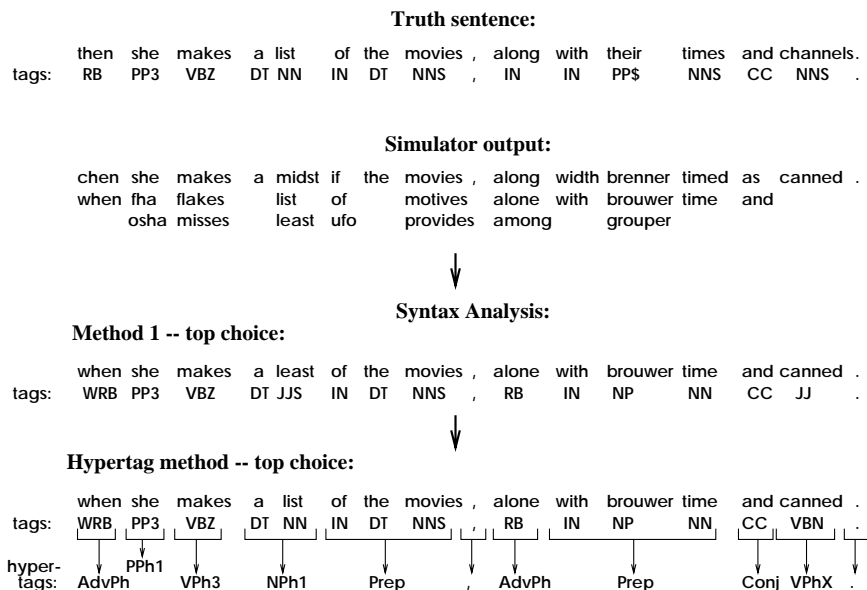 Truth sentence:
then she makes a list of the movies , along with their times and channels.
tags: RB PP3 VBZ DT NN IN DT NNS , IN IN PP$ NNS CC NNS .
Simulator output:
chen she makes a midst if the movies , along width brenner timed as canned .
when fha flakes list of motives alone with brouwer time and
osha misses least ufo provides among grouper
Syntax Analysis:
Method 1 -- top choice:
when she makes a least of the movies , alone with brouwer time and canned .
tags: WRB PP3 VBZ DT JJS IN DT NNS , RB IN NP NN CC JJ .
Hypertag method -- top choice:
when she makes a list of the movies , alone with brouwer time and canned .
tags: WRB PP3 VBZ DT NN IN DT NNS , RB IN NP NN CC VBN .
hyper- PPh1
tags: AdvPh VPh3 NPh1 Prep , AdvPh Prep Conj VPhX .